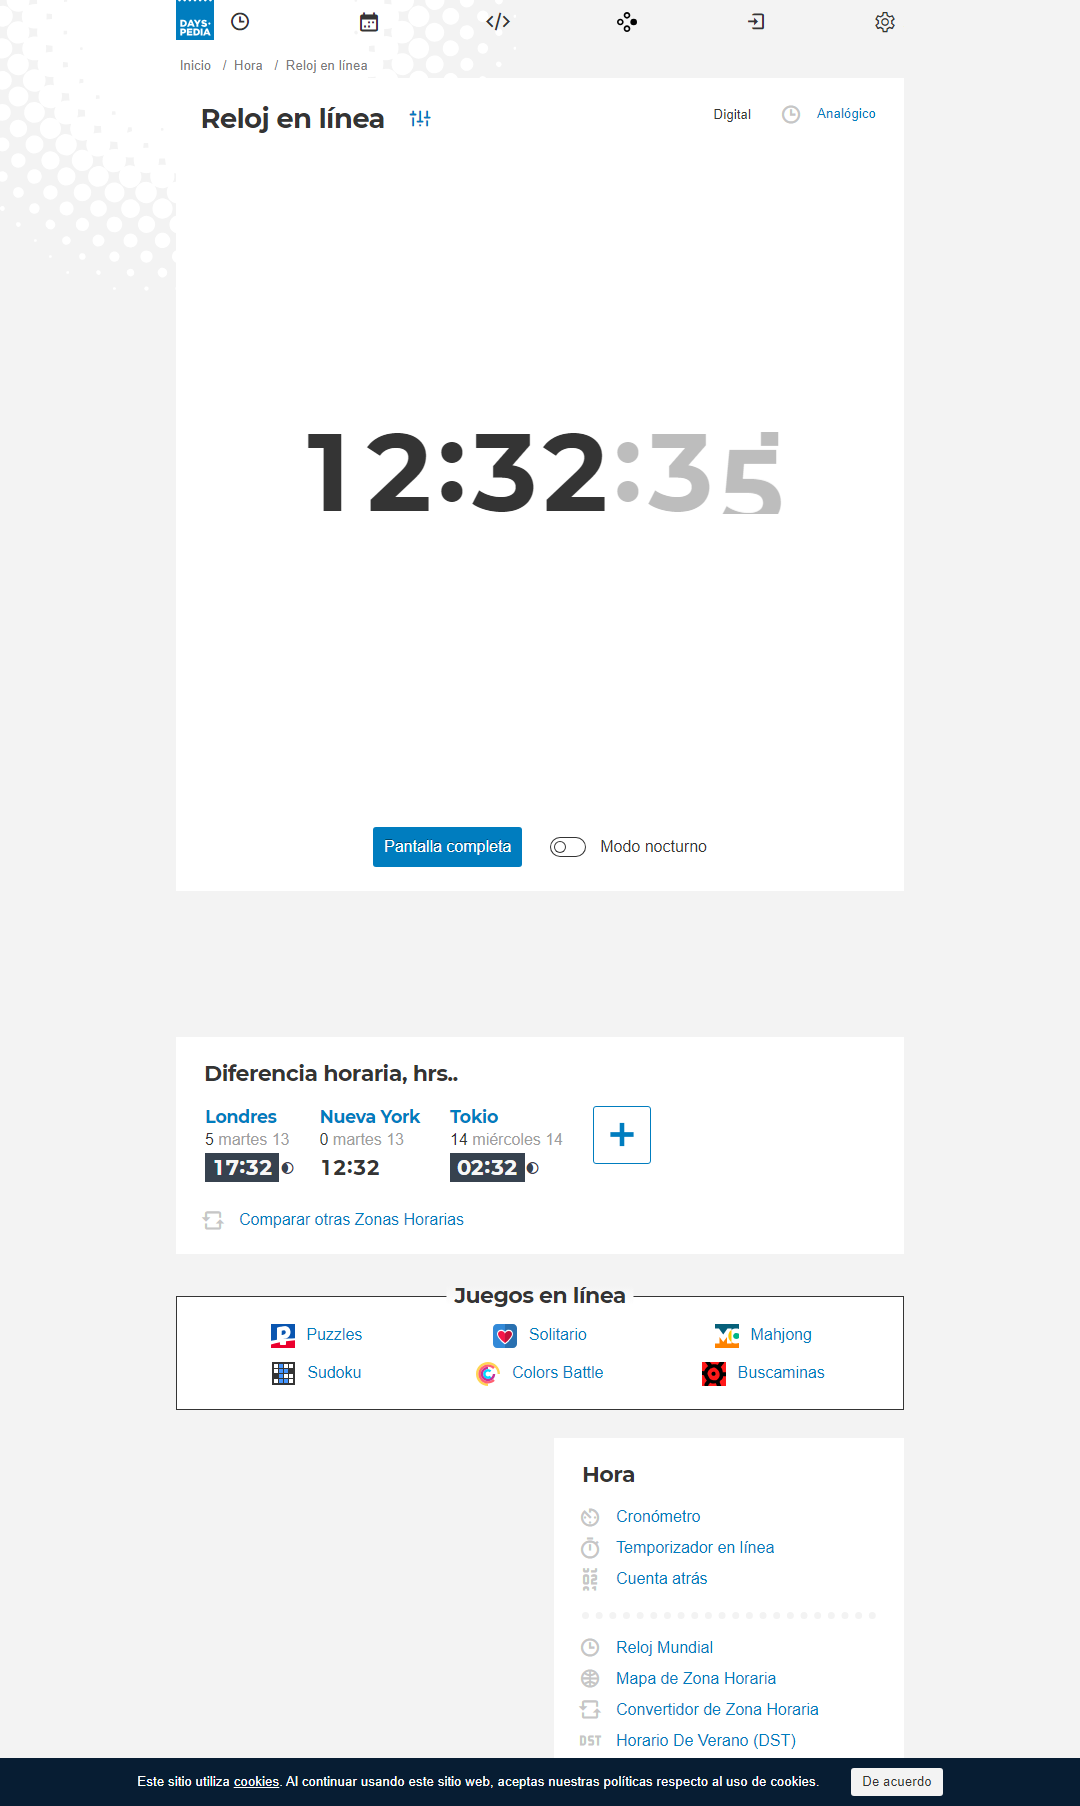 DAYS·
PEDIA
Inicio / Hora / Reloj en línea
Reloj en línea
Digital
Analógico
12:32:35
Pantalla completa
Modo nocturno
Diferencia horaria, hrs..
Londres
5 martes 13
17:32
Nueva York
0 martes 13
12:32
Tokio
14 miércoles 14
02:32
Comparar otras Zonas Horarias
Juegos en línea
Puzzles
Solitario
Mahjong
Sudoku
Colors Battle
Buscaminas
Hora
Cronómetro
Temporizador en línea
Cuenta atrás
Reloj Mundial
Mapa de Zona Horaria
Convertidor de Zona Horaria
DST Horario De Verano (DST)
Este sitio utiliza cookies. Al continuar usando este sitio web, aceptas nuestras políticas respecto al uso de cookies.
De acuerdo